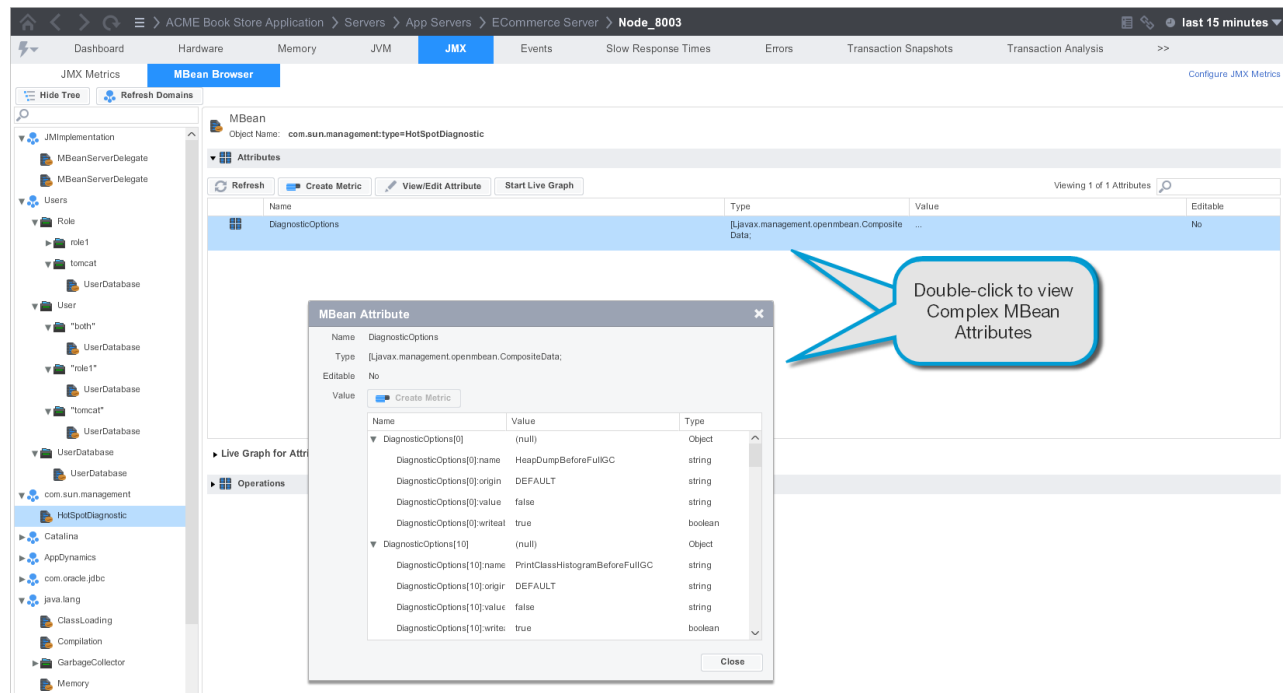 ACME Book Store Application > Servers > App Servers > ECommerce Server > Node_8003 last 15 minutes
Dashboard Hardware Memory JVM JMX Events Slow Response Times Errors Transaction Snapshots Transaction Analysis >>
JMX Metrics MBean Browser Configure JMX Metrics
Hide Tree Refresh Domains
JMImplementation
MBeanServerDelegate
MBeanServerDelegate
Users
Role
role1
tomcat
UserDatabase
User
"both"
UserDatabase
"role1"
UserDatabase
"tomcat"
UserDatabase
UserDatabase
UserDatabase
com.sun.management
HotSpotDiagnostic
Catalina
AppDynamics
com.oracle.jdbc
java.lang
ClassLoading
Compilation
GarbageCollector
Memory
MBean
Object Name: com.sun.management:type=HotSpotDiagnostic
Attributes
Refresh Create Metric View/Edit Attribute Start Live Graph Viewing 1 of 1 Attributes
Name Type Value Editable
DiagnosticOptions [Ljavax.management.openmbean.Composite ... No
Data;
Double-click to view
Complex MBean
Attributes
Live Graph for Attri
Operations
MBean Attribute
Name DiagnosticOptions
Type [Ljavax.management.openmbean.CompositeData;
Editable No
Value Create Metric
Name Value Type
DiagnosticOptions[0] (null) Object
DiagnosticOptions[0]:name HeapDumpBeforeFullGC string
DiagnosticOptions[0]:origin DEFAULT string
DiagnosticOptions[0]:value false string
DiagnosticOptions[0]:writeal true boolean
DiagnosticOptions[10] (null) Object
DiagnosticOptions[10]:name PrintClassHistogramBeforeFullGC string
DiagnosticOptions[10]:origir DEFAULT string
DiagnosticOptions[10]:value false string
DiagnosticOptions[10]:write: true boolean
Close